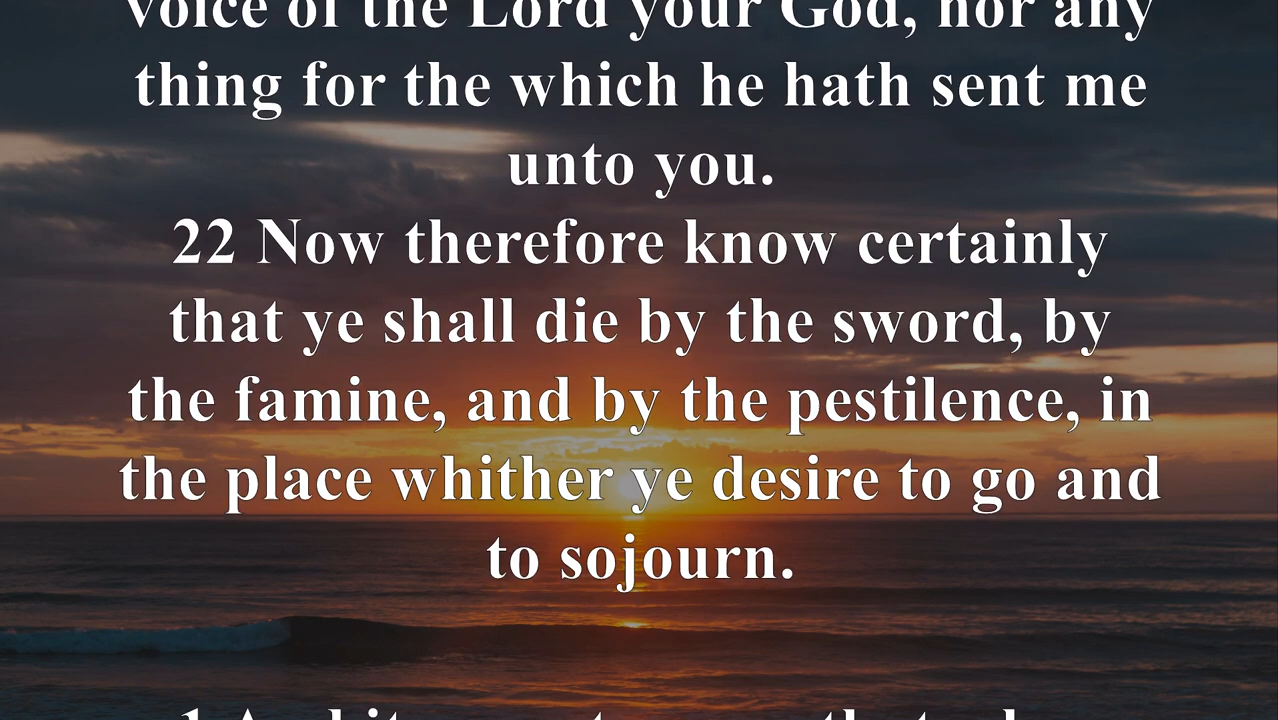 voice of the Lord your God, nor any
thing for the which he hath sent me
unto you.
22 Now therefore know certainly
that ye shall die by the sword, by
the famine, and by the pestilence, in
the place whither ye desire to go and
to sojourn.